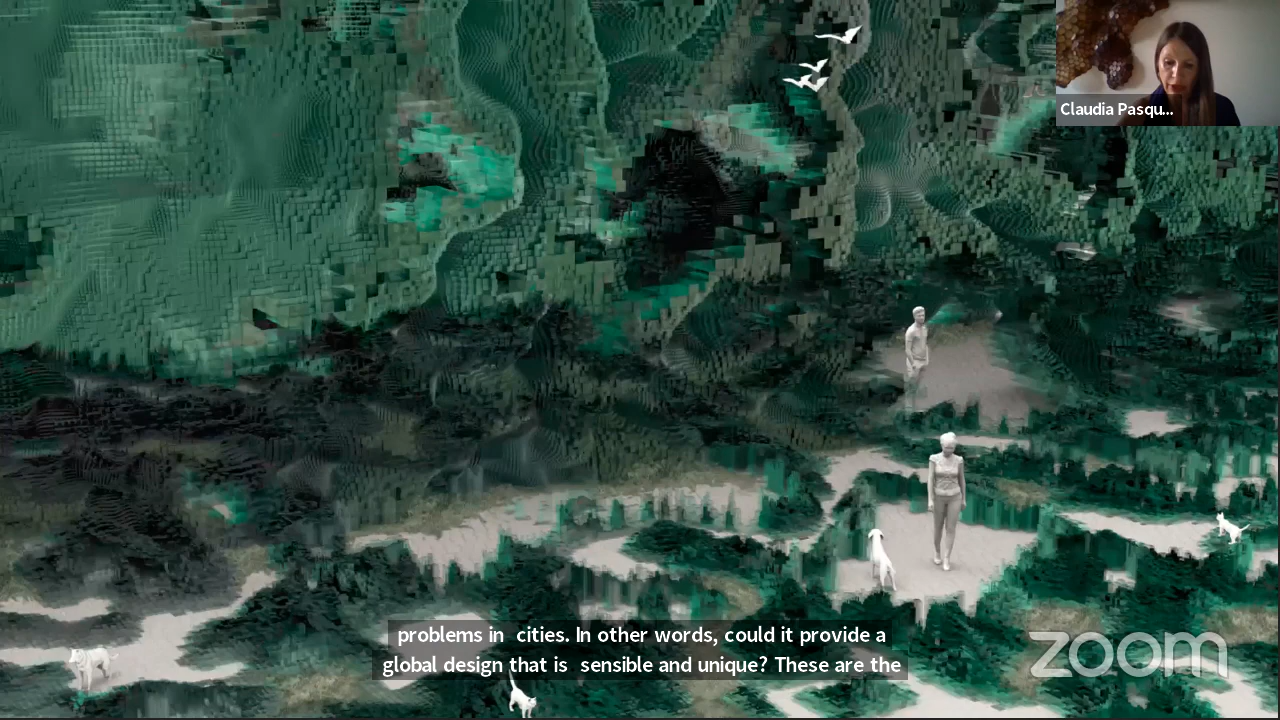 Claudia Pasqu...
problems in cities. In other words, could it provide a
global design that is sensible and unique? These are the
zoom